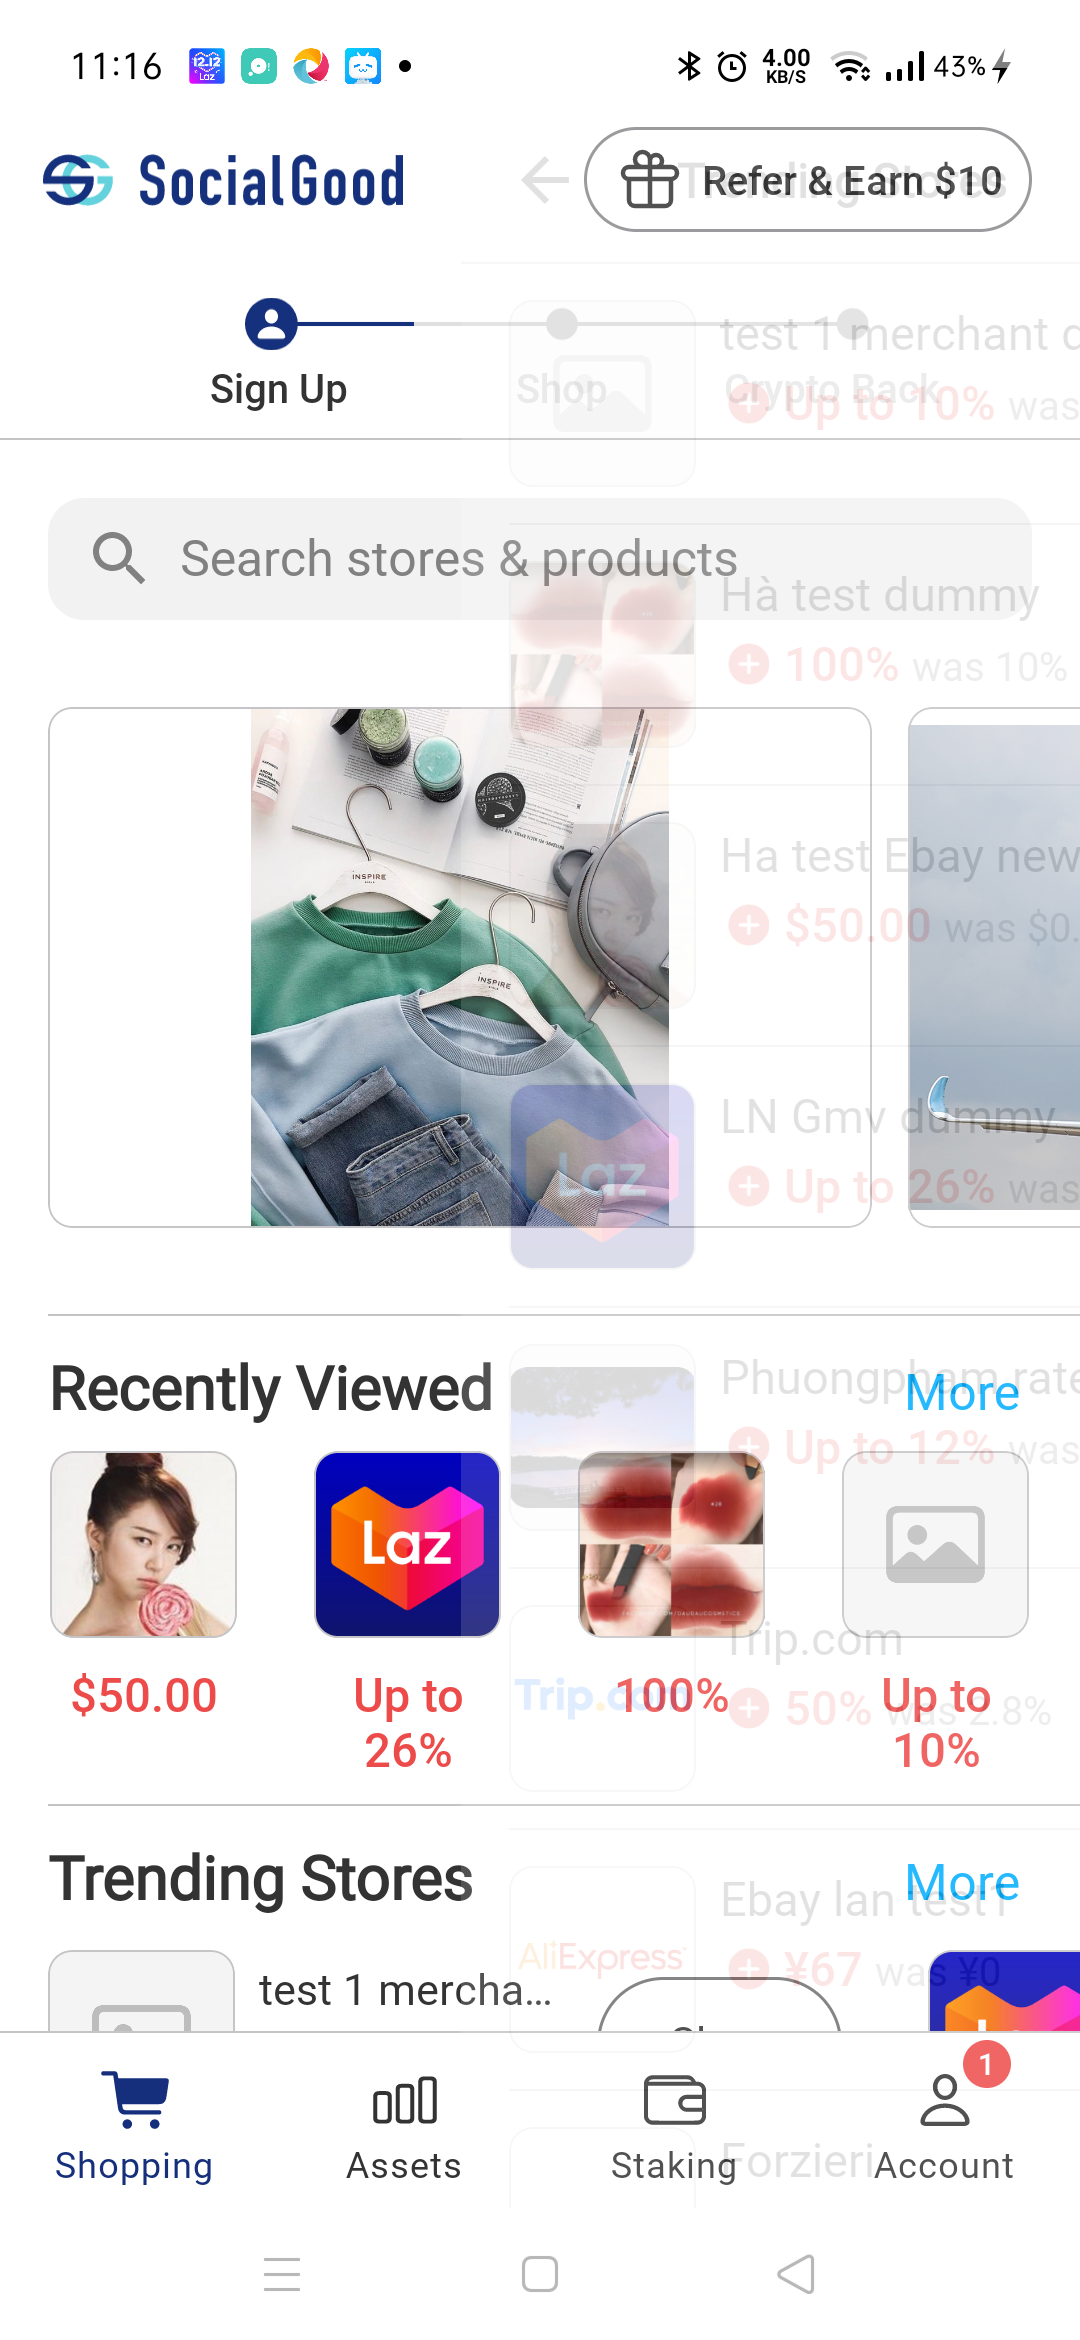 11:16
4.00
KB/S
43%
SocialGood
Refer & Earn $10
Trending Stores
Sign Up
Shop
Crypto Back
test 1 merchant
Up to 10% was
Search stores & products
Hà test dummy
100% was 10%
Ha test Ebay new
$50.00 was $0.
INSPIRE
INSPIRE
LN Gmv dummy
Up to 26% was
Laz
Recently Viewed
More
Phuongpham rate
Up to 12% was
Laz
Trip.com
Trip.com
50% was 2.8%
$50.00
Up to
26%
100%
Up to
10%
Trending Stores
More
Ebay lan test1
AliExpress
¥67 was ¥0
test 1 mercha...
1
Shopping
Assets
Staking
Account
Forzieri